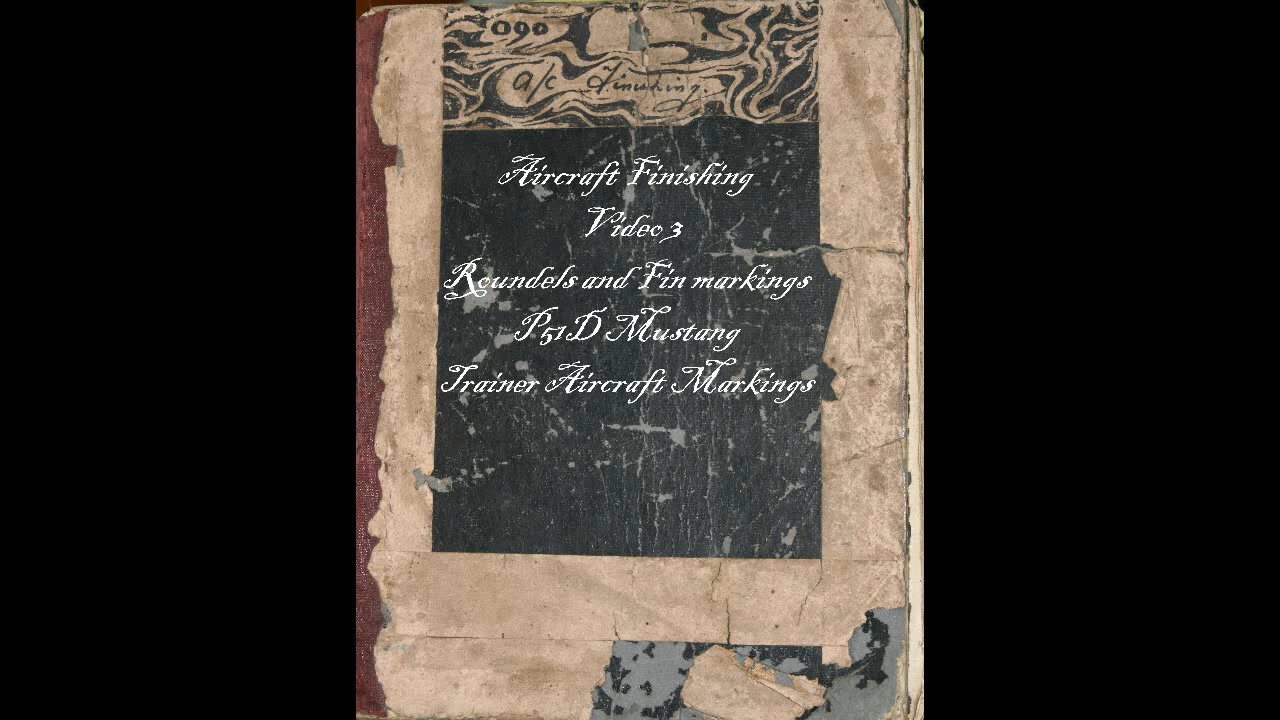 090
a/c Finishing.
Aircraft Finishing
Video 3
Roundels and Fin markings
P51D Mustang
Trainer Aircraft Markings